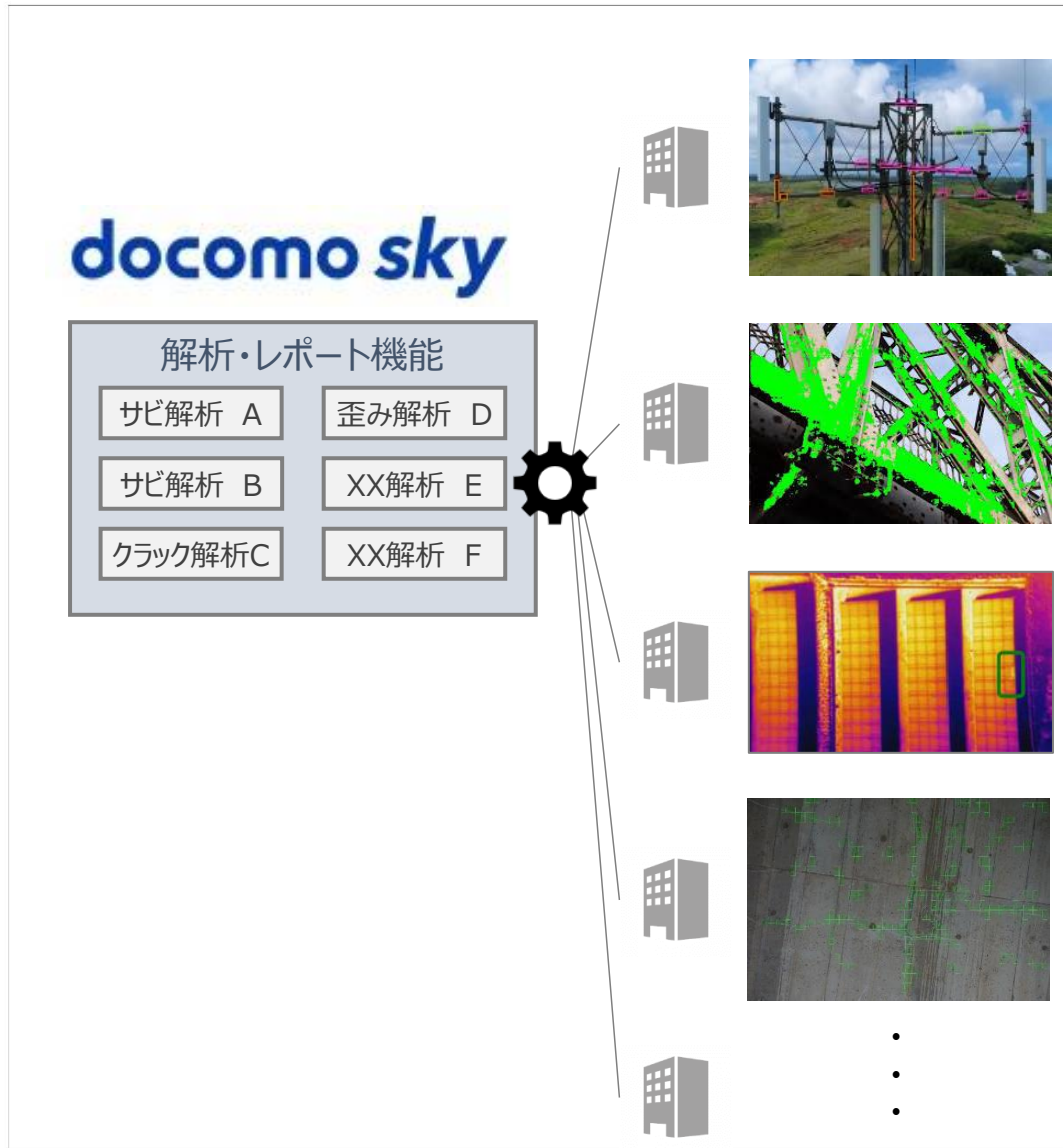 docomo sky
解析・レポート機能
サビ解析 A
歪み解析 D
サビ解析 B
XX解析 E
クラック解析C
XX解析 F